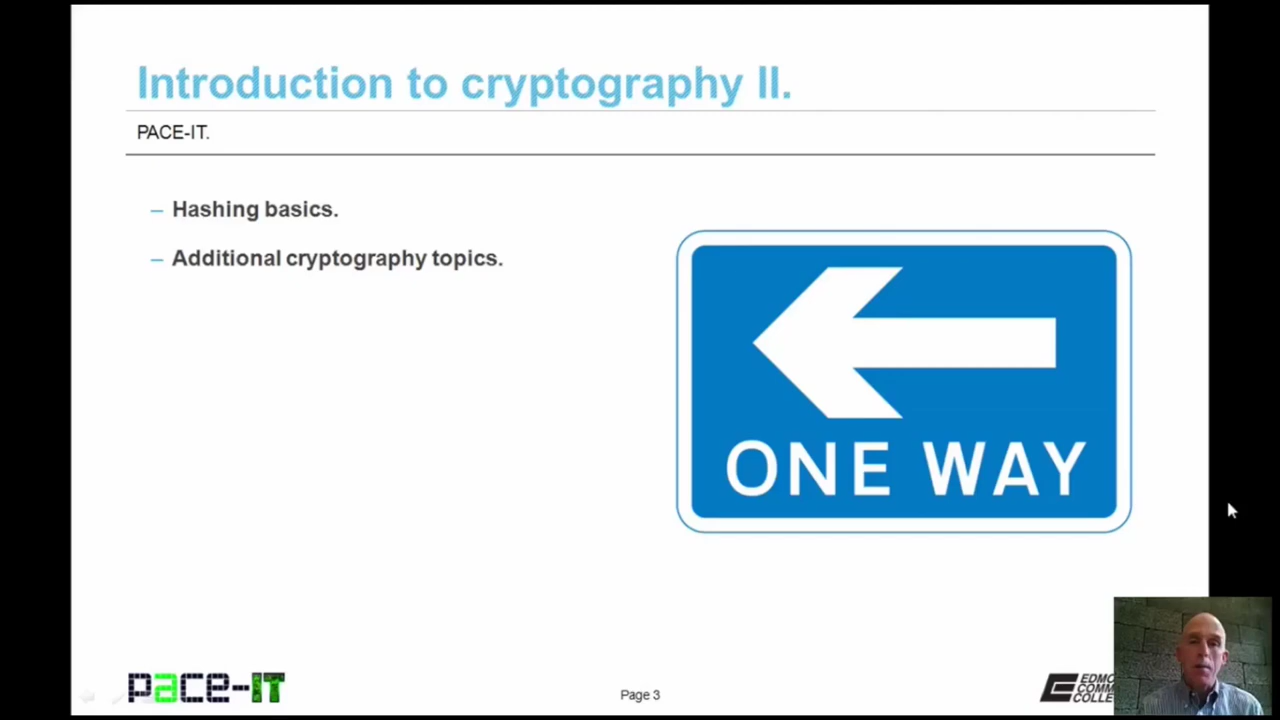 Introduction to cryptography II.
PACE-IT.
– Hashing basics.
– Additional cryptography topics.
ONE WAY
pace-IT
Page 3